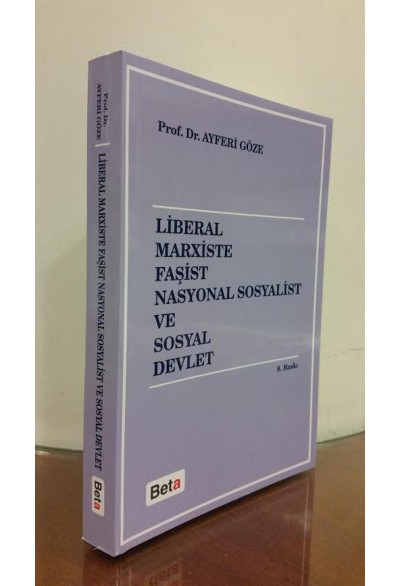 Prof. Dr.
AYFERİ GÖZE
LİBERAL MARXİSTE FAŞİST NASYONAL SOSYALİST VE SOSYAL DEVLET
Beta
Prof. Dr. AYFERİ GÖZE
LİBERAL
MARXİSTE
FAŞİST
NASYONAL SOSYALİST
VE
SOSYAL
DEVLET
8. Baskı
Beta